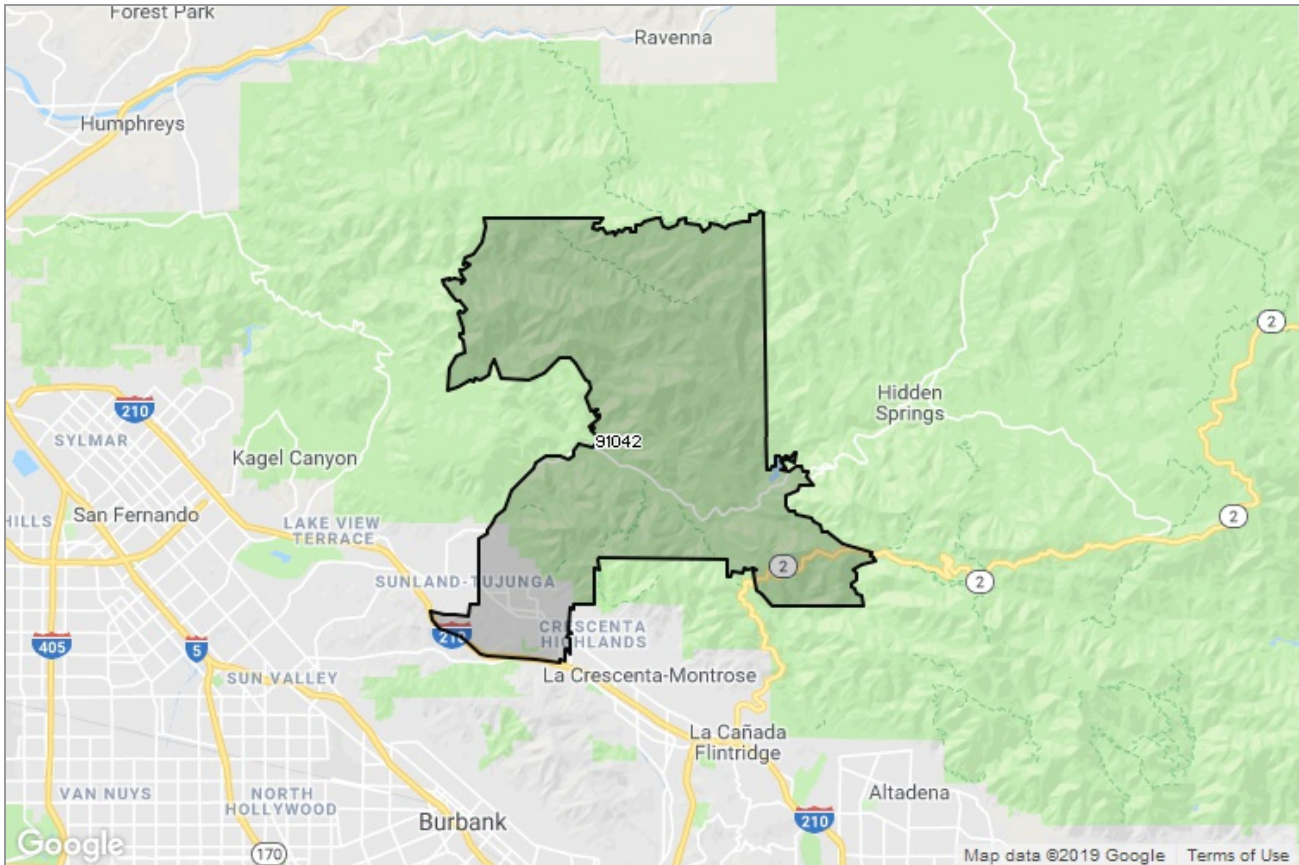 Forest Park
Ravenna
Humphreys
2
Hidden
Springs
210
SYLMAR
91042
Kagel Canyon
HILLS
San Fernando
LAKE VIEW
TERRACE
2
2
2
SUNLAND-TUJUNGA
210
CRESCENTA
HIGHLANDS
405
5
SUN VALLEY
La Crescenta-Montrose
La Cañada
Flintridge
VAN NUYS
NORTH
HOLLYWOOD
Altadena
Burbank
210
Google
170
Map data ©2019 Google
Terms of Use